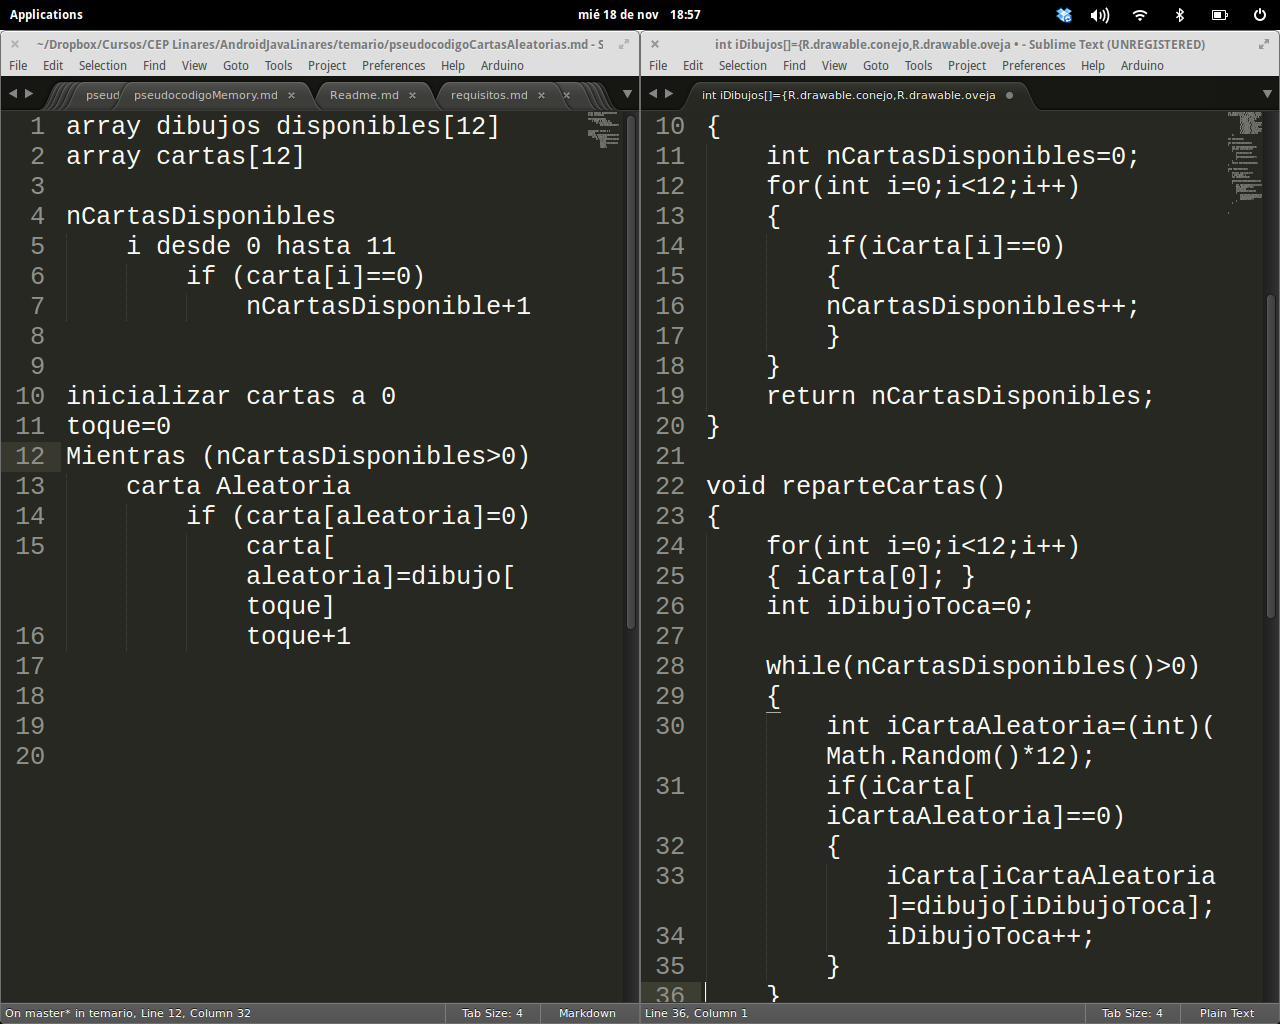 Applications
mié 18 de nov 18:57
~/Dropbox/Cursos/CEP Linares/AndroidJavaLinares/temario/pseudocodigoCartasAleatorias.md - S
File Edit Selection Find View Goto Tools Project Preferences Help Arduino
pseud pseudocodigoMemory.md Readme.md requisitos.md
1 array dibujos disponibles[12]
2 array cartas[12]
3
4 nCartasDisponibles
5 i desde 0 hasta 11
6 if (carta[i]==0)
7 nCartasDisponible+1
8
9
10 inicializar cartas a 0
11 toque=0
12 Mientras (nCartasDisponibles>0)
13 carta Aleatoria
14 if (carta[aleatoria]=0)
15 carta[
aleatoria]=dibujo[
toque]
16 toque+1
17
18
19
20
On master* in temario, Line 12, Column 32 Tab Size: 4 Markdown
int iDibujos[]={R.drawable.conejo,R.drawable.oveja • - Sublime Text (UNREGISTERED)
File Edit Selection Find View Goto Tools Project Preferences Help Arduino
int iDibujos[]={R.drawable.conejo,R.drawable.oveja
10 {
11 int nCartasDisponibles=0;
12 for(int i=0;i<12;i++)
13 {
14 if(iCarta[i]==0)
15 {
16 nCartasDisponibles++;
17 }
18 }
19 return nCartasDisponibles;
20 }
21
22 void reparteCartas()
23 {
24 for(int i=0;i<12;i++)
25 { iCarta[0]; }
26 int iDibujoToca=0;
27
28 while(nCartasDisponibles()>0)
29 {
30 int iCartaAleatoria=(int)(
Math.Random()*12);
31 if(iCarta[
iCartaAleatoria]==0)
32 {
33 iCarta[iCartaAleatoria
]=dibujo[iDibujoToca];
34 iDibujoToca++;
35 }
36 }
Line 36, Column 1 Tab Size: 4 Plain Text